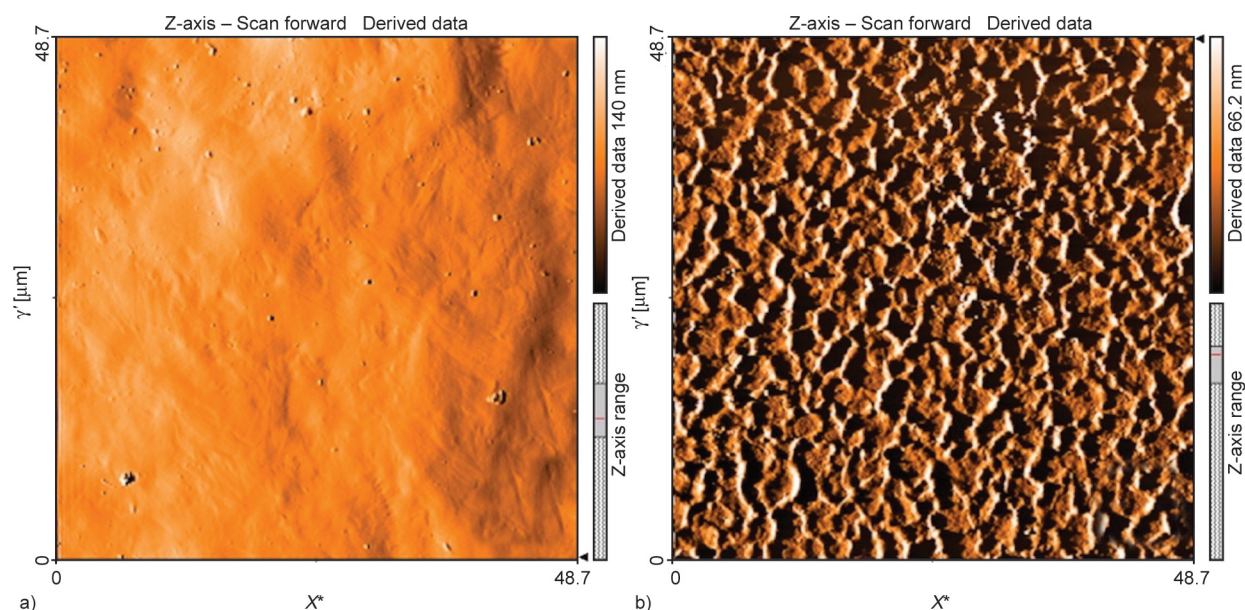 Z-axis – Scan forward Derived data
48.7
γ' [µm]
0
0
48.7
X*
a)
Derived data 140 nm
Z-axis range
Z-axis – Scan forward Derived data
48.7
γ' [µm]
0
0
48.7
X*
b)
Derived data 66.2 nm
Z-axis range